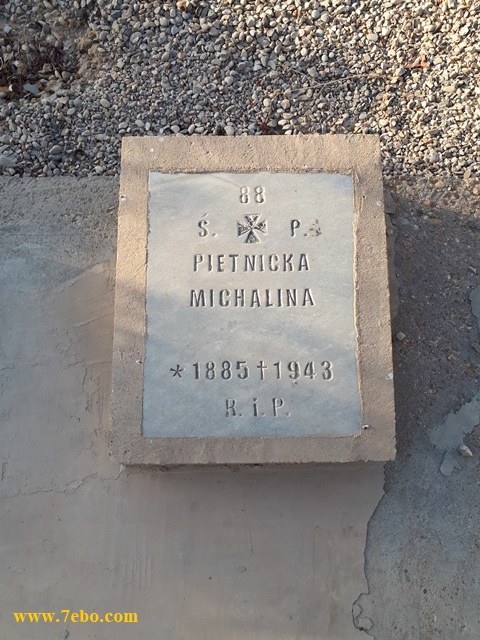 88
Ś. P.
PIETNICKA
MICHALINA
*1885†1943
R.i.P.
www.7ebo.com